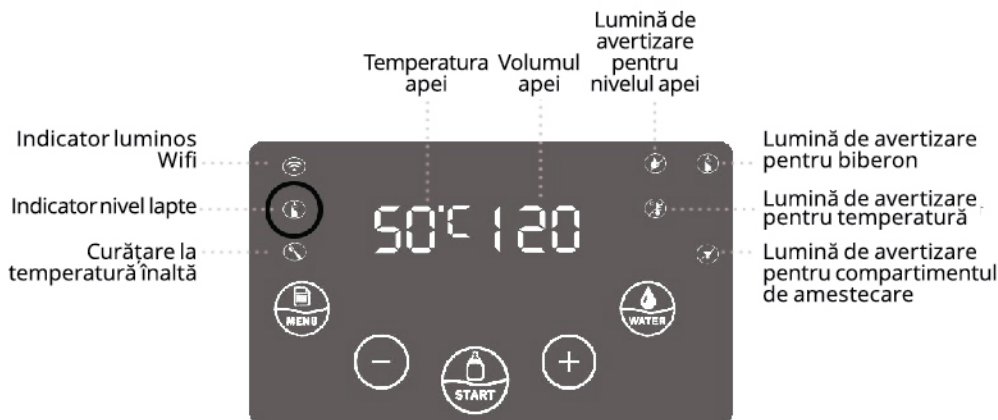 Lumină de
avertizare
pentru
nivelul apei
Temperatura
apei
Volumul
apei
Indicator luminos
Wifi
Lumină de avertizare
pentru biberon
Indicator nivel lapte
Lumină de avertizare
pentru temperatură
Curățare la
temperatură înaltă
Lumină de avertizare
pentru compartimentul
de amestecare
50°C 120
MENU
WATER
START